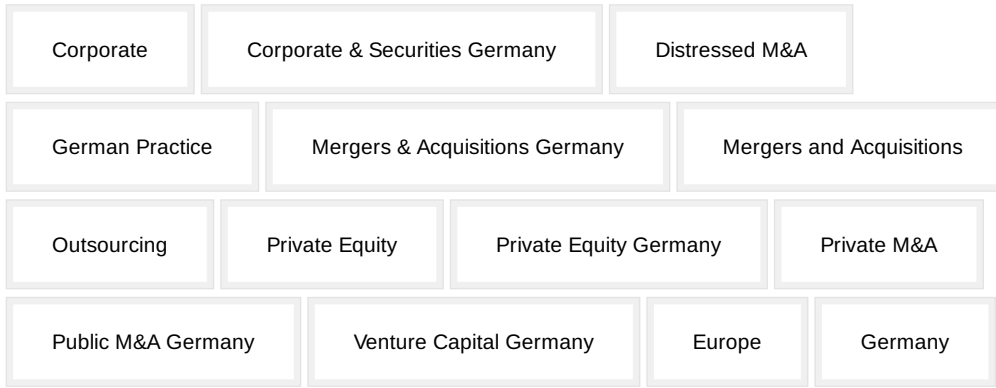 Corporate Corporate & Securities Germany Distressed M&A
German Practice Mergers & Acquisitions Germany Mergers and Acquisitions
Outsourcing Private Equity Private Equity Germany Private M&A
Public M&A Germany Venture Capital Germany Europe Germany